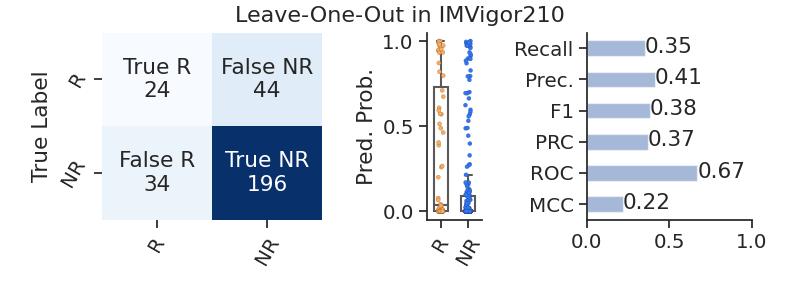 Leave-One-Out in IMVigor210
True Label
R
NR
True R
24
False NR
44
False R
34
True NR
196
R
NR
Pred. Prob.
1.0
0.5
0.0
R
NR
Recall
0.35
Prec.
0.41
F1
0.38
PRC
0.37
ROC
0.67
MCC
0.22
0.0
0.5
1.0